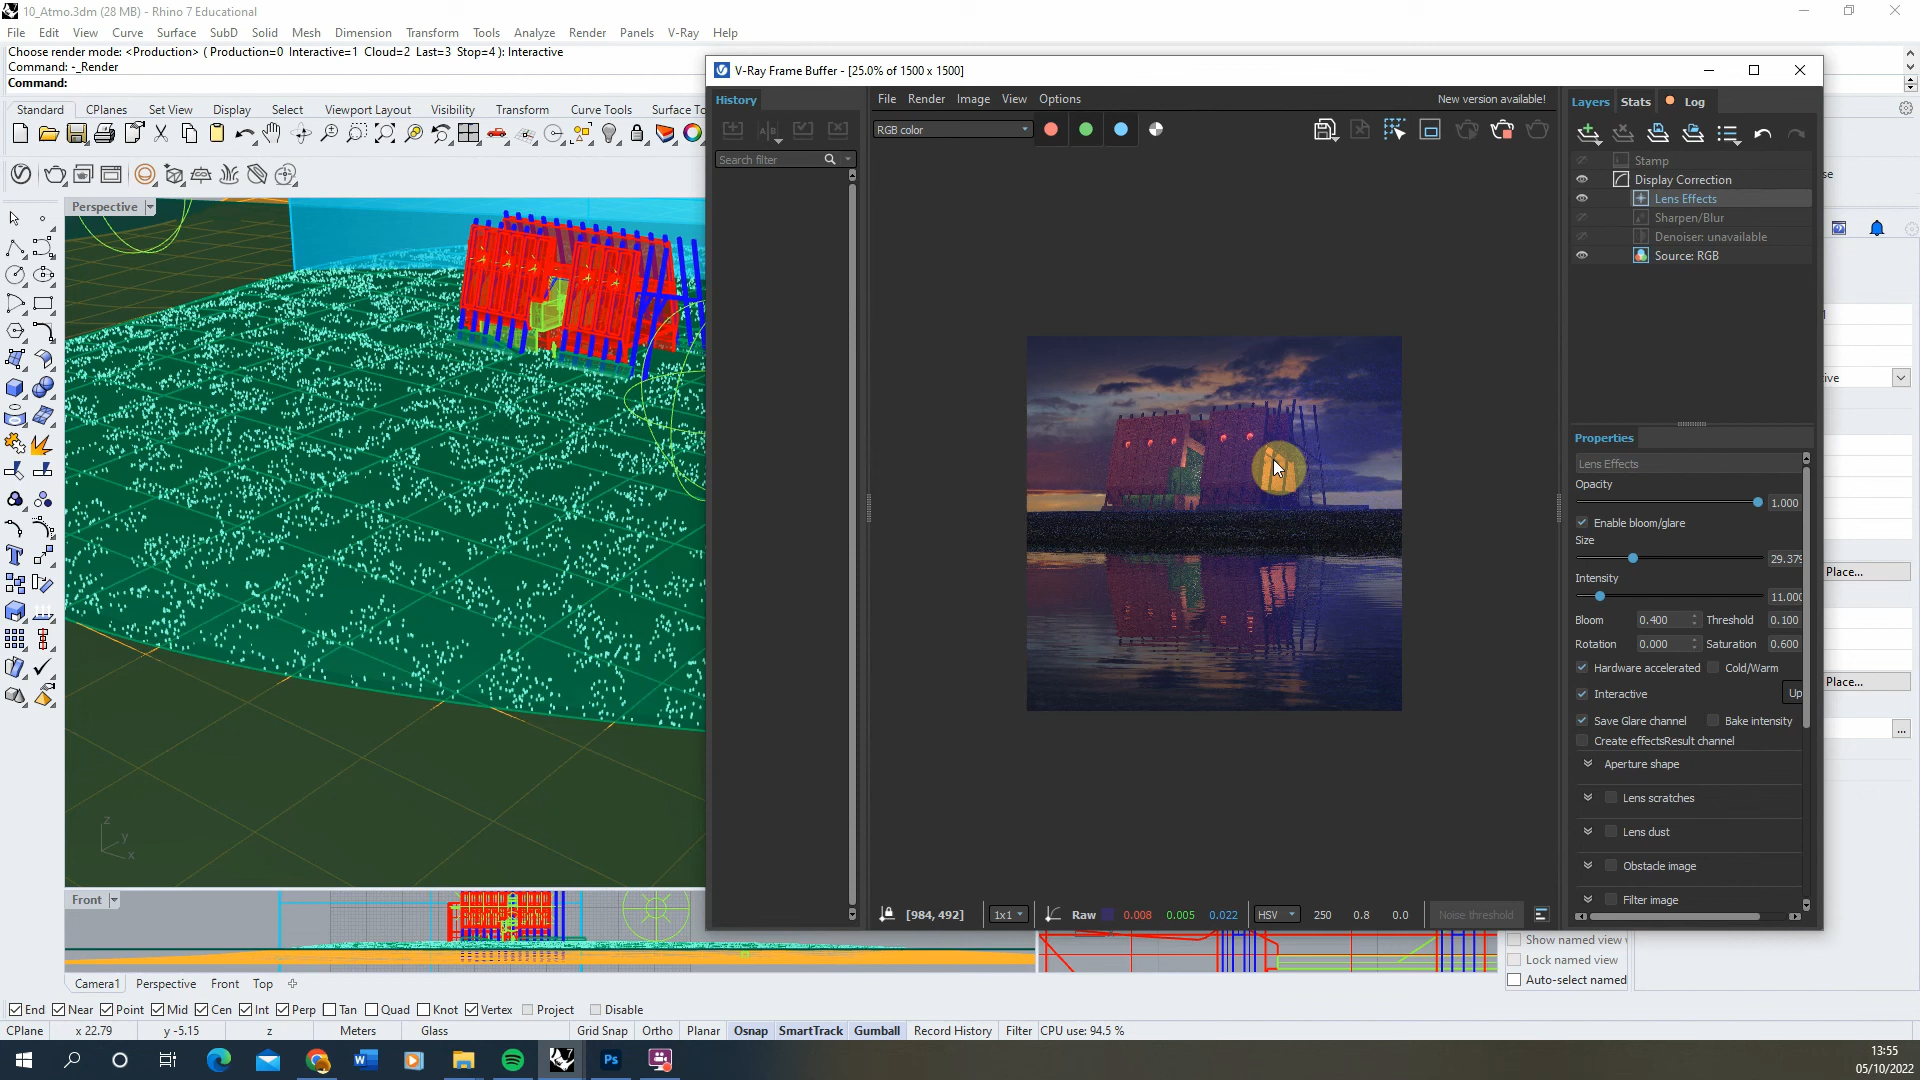 10_Atmo.3dm (28 MB) - Rhino 7 Educational
File Edit View Curve Surface SubD Solid Mesh Dimension Transform Tools Analyze Render Panels V-Ray Help
Choose render mode: <Production> ( Production=0 Interactive=1 Cloud=2 Last=3 Stop=4 ): Interactive
Command: -_Render
Command:
Standard CPlanes Set View Display Select Viewport Layout Visibility Transform Curve Tools Surface To
Perspective
V-Ray Frame Buffer - [25.0% of 1500 x 1500]
History
File Render Image View Options
New version available!
Layers Stats Log
RGB color
Search filter
Stamp
Display Correction
Lens Effects
Sharpen/Blur
Denoiser: unavailable
Source: RGB
Properties
Lens Effects
Opacity
1.000
Enable bloom/glare
Size
29.379
Intensity
11.000
Bloom 0.400 Threshold 0.100
Rotation 0.000 Saturation 0.600
Hardware accelerated Cold/Warm
Interactive Up
Save Glare channel Bake intensity
Create effectsResult channel
Aperture shape
Lens scratches
Lens dust
Obstacle image
Filter image
Place...
Place...
...
z
y
x
Front
[984, 492] 1x1 Raw 0.008 0.005 0.022 HSV 250 0.8 0.0 Noise threshold
Show named view
Lock named view
Auto-select named
Camera1 Perspective Front Top
End Near Point Mid Cen Int Perp Tan Quad Knot Vertex Project Disable
CPlane x 22.79 y -5.15 z Meters Glass Grid Snap Ortho Planar Osnap SmartTrack Gumball Record History Filter CPU use: 94.5 %
13:55
05/10/2022